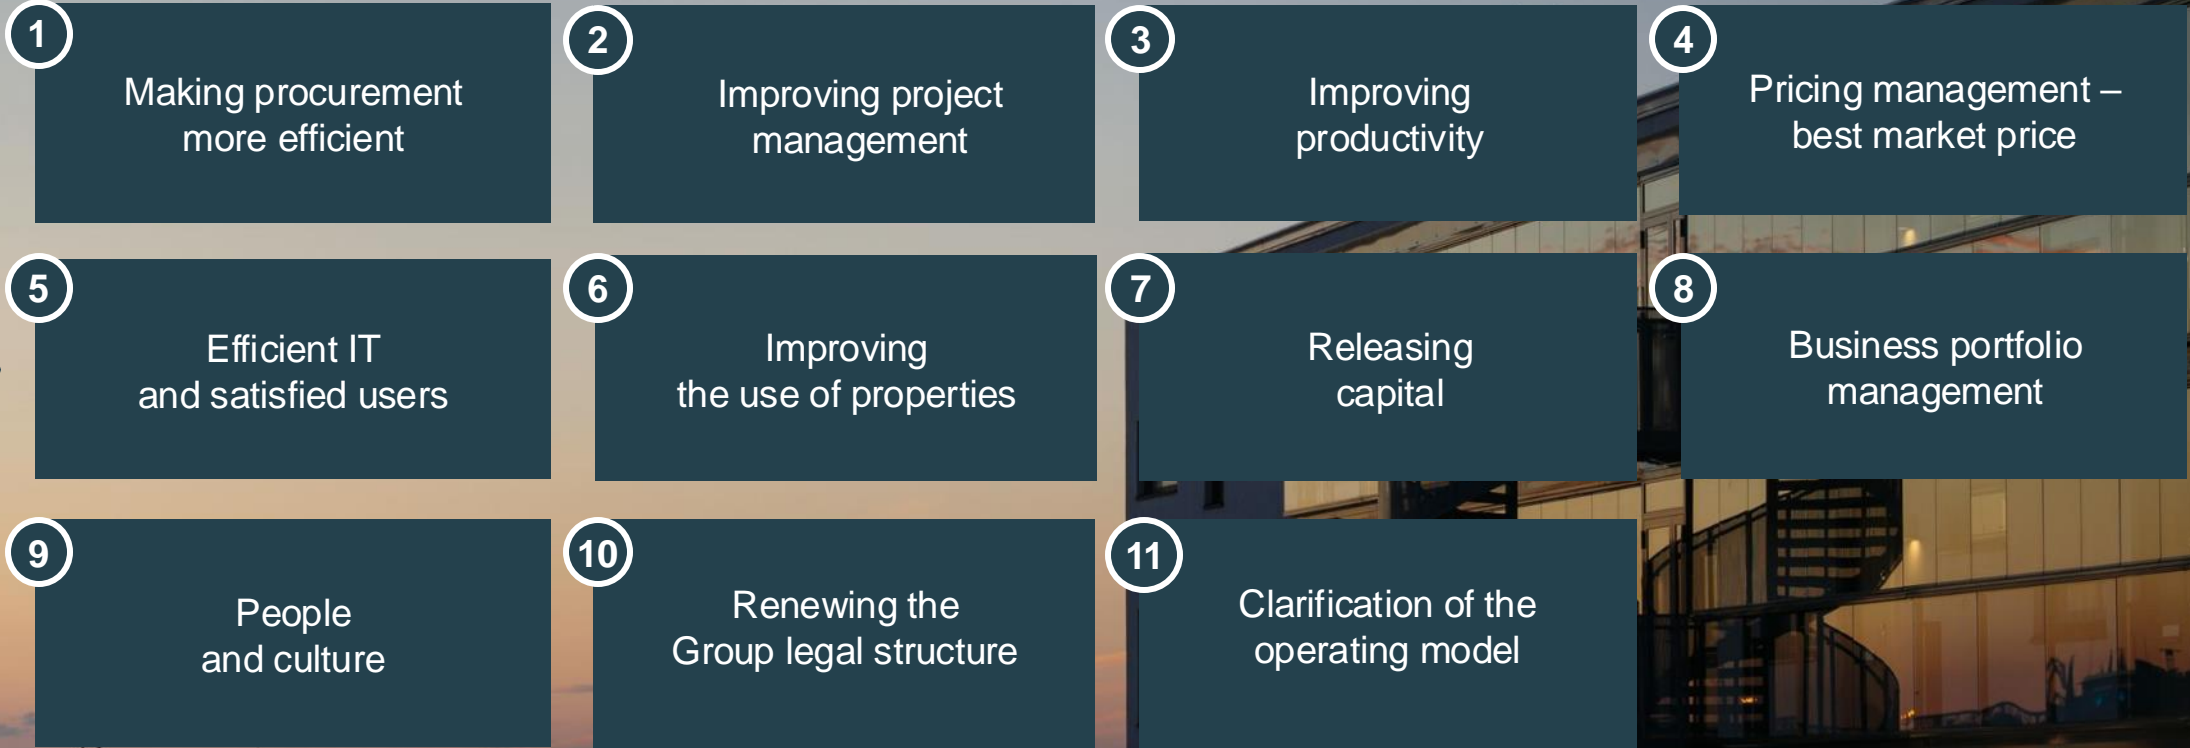 1
Making procurement
more efficient
2
Improving project
management
3
Improving
productivity
4
Pricing management –
best market price
5
Efficient IT
and satisfied users
6
Improving
the use of properties
7
Releasing
capital
8
Business portfolio
management
9
People
and culture
10
Renewing the
Group legal structure
11
Clarification of the
operating model